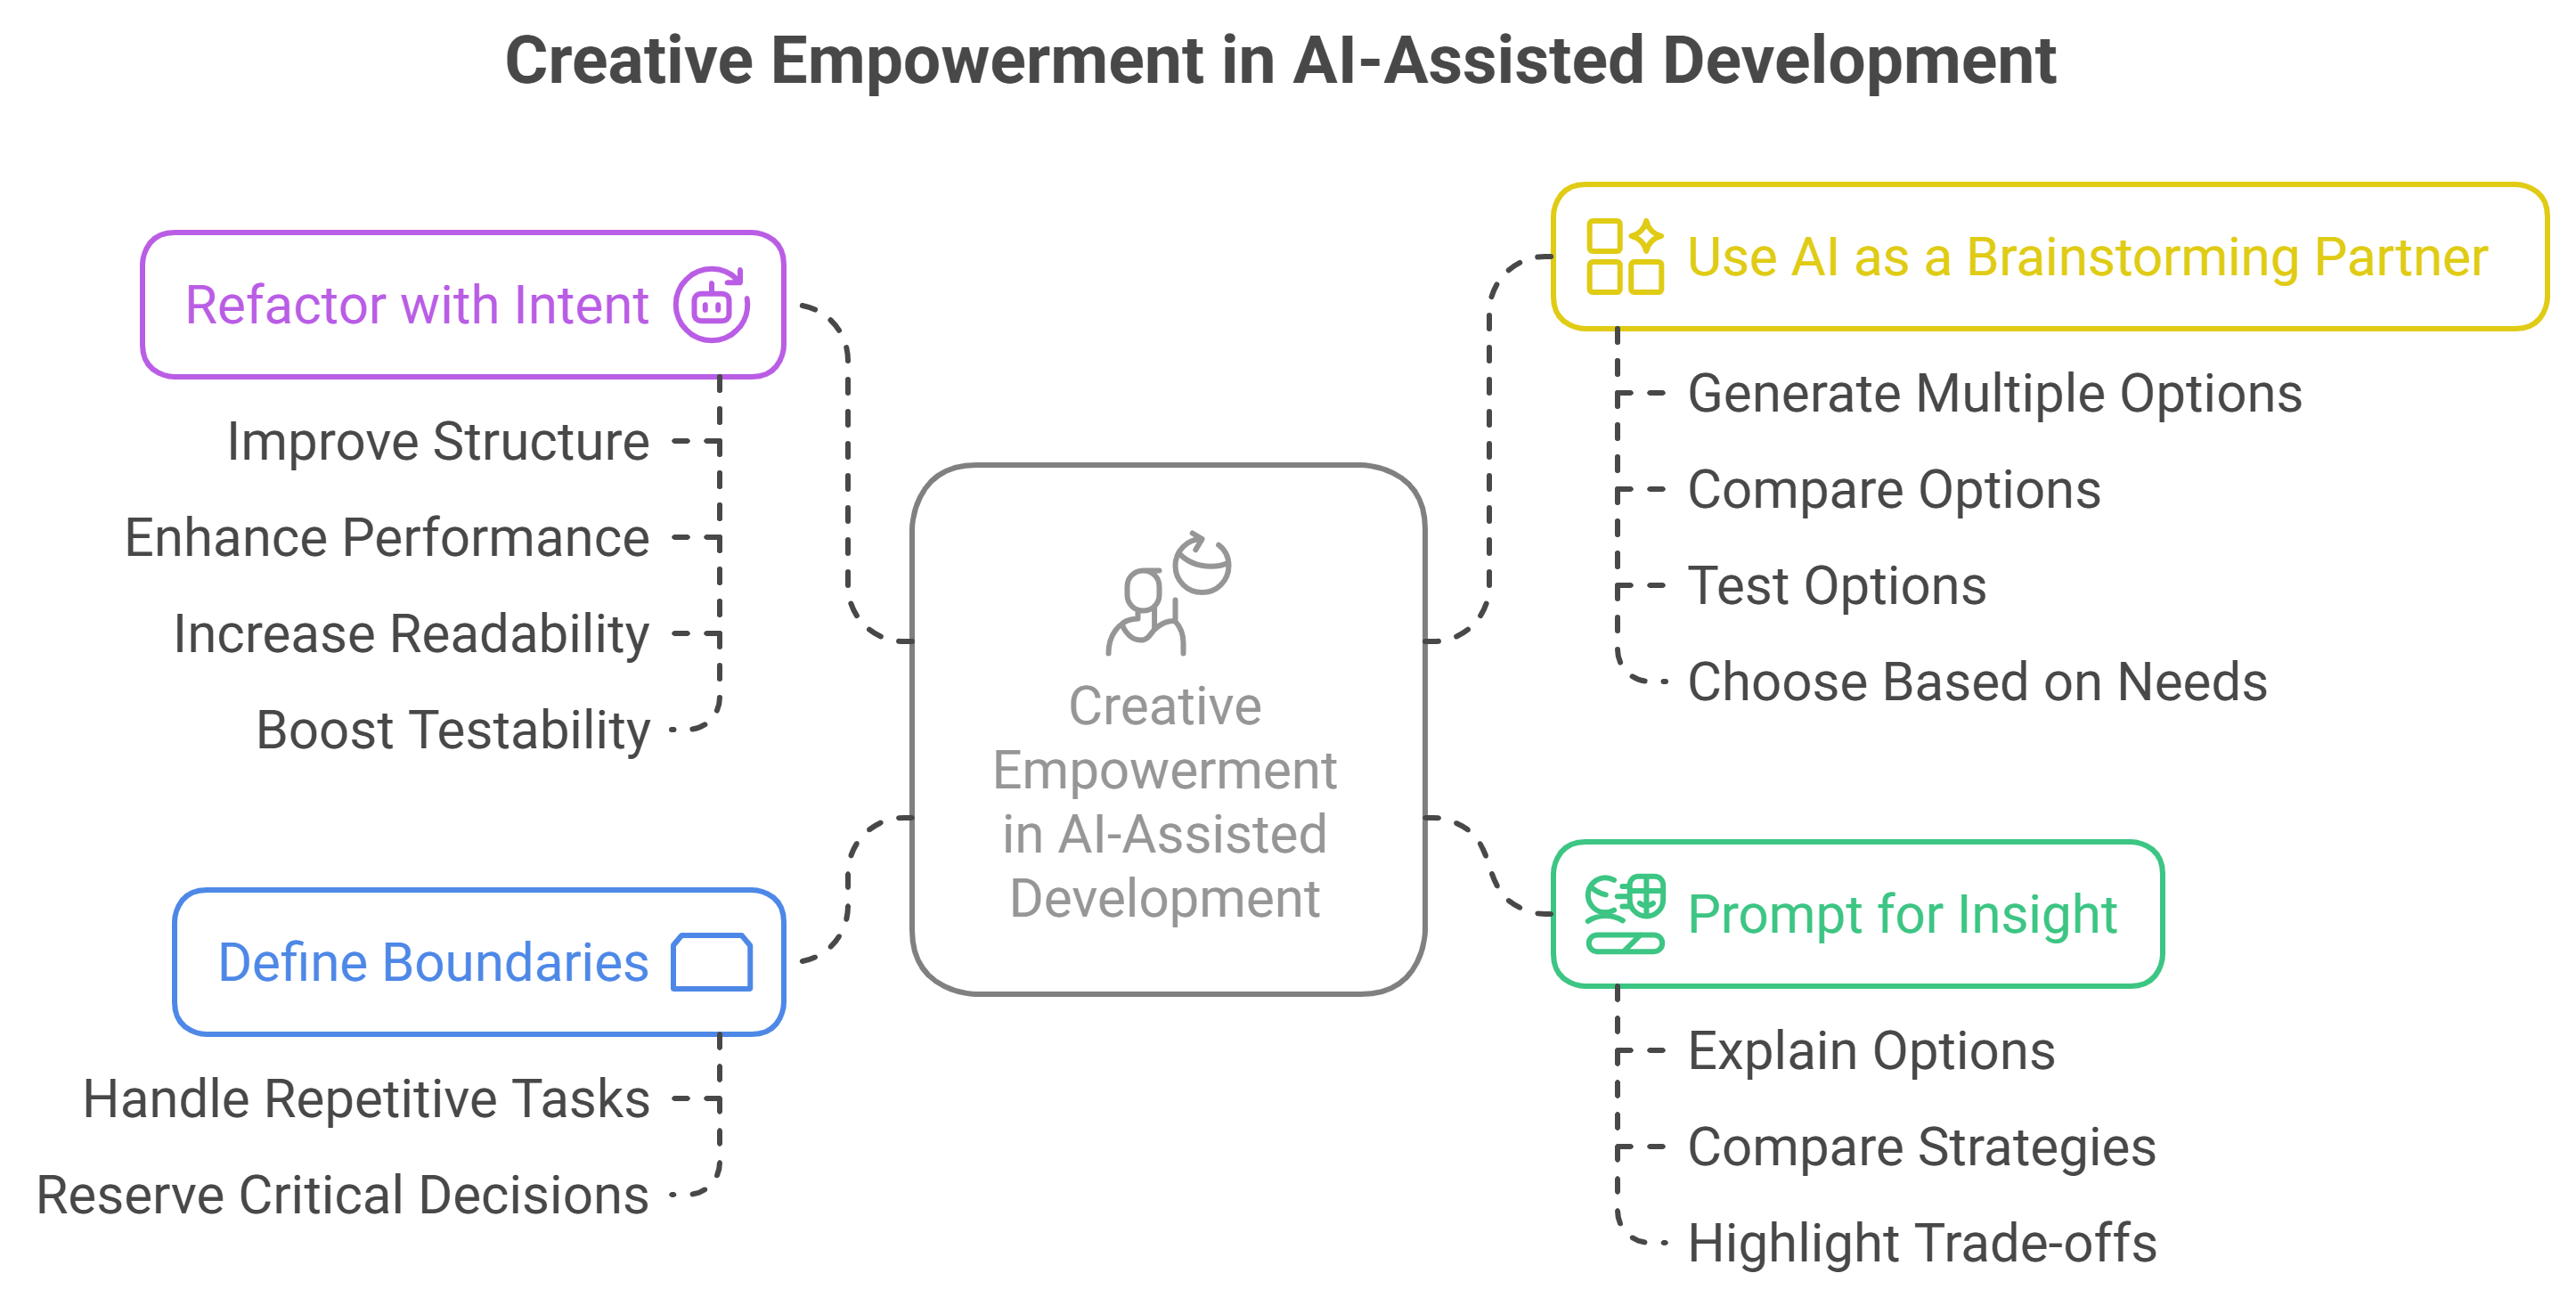 Creative Empowerment in AI-Assisted Development
Refactor with Intent
Improve Structure
Enhance Performance
Increase Readability
Boost Testability
Define Boundaries
Handle Repetitive Tasks
Reserve Critical Decisions
Creative
Empowerment
in AI-Assisted
Development
Use AI as a Brainstorming Partner
Generate Multiple Options
Compare Options
Test Options
Choose Based on Needs
Prompt for Insight
Explain Options
Compare Strategies
Highlight Trade-offs